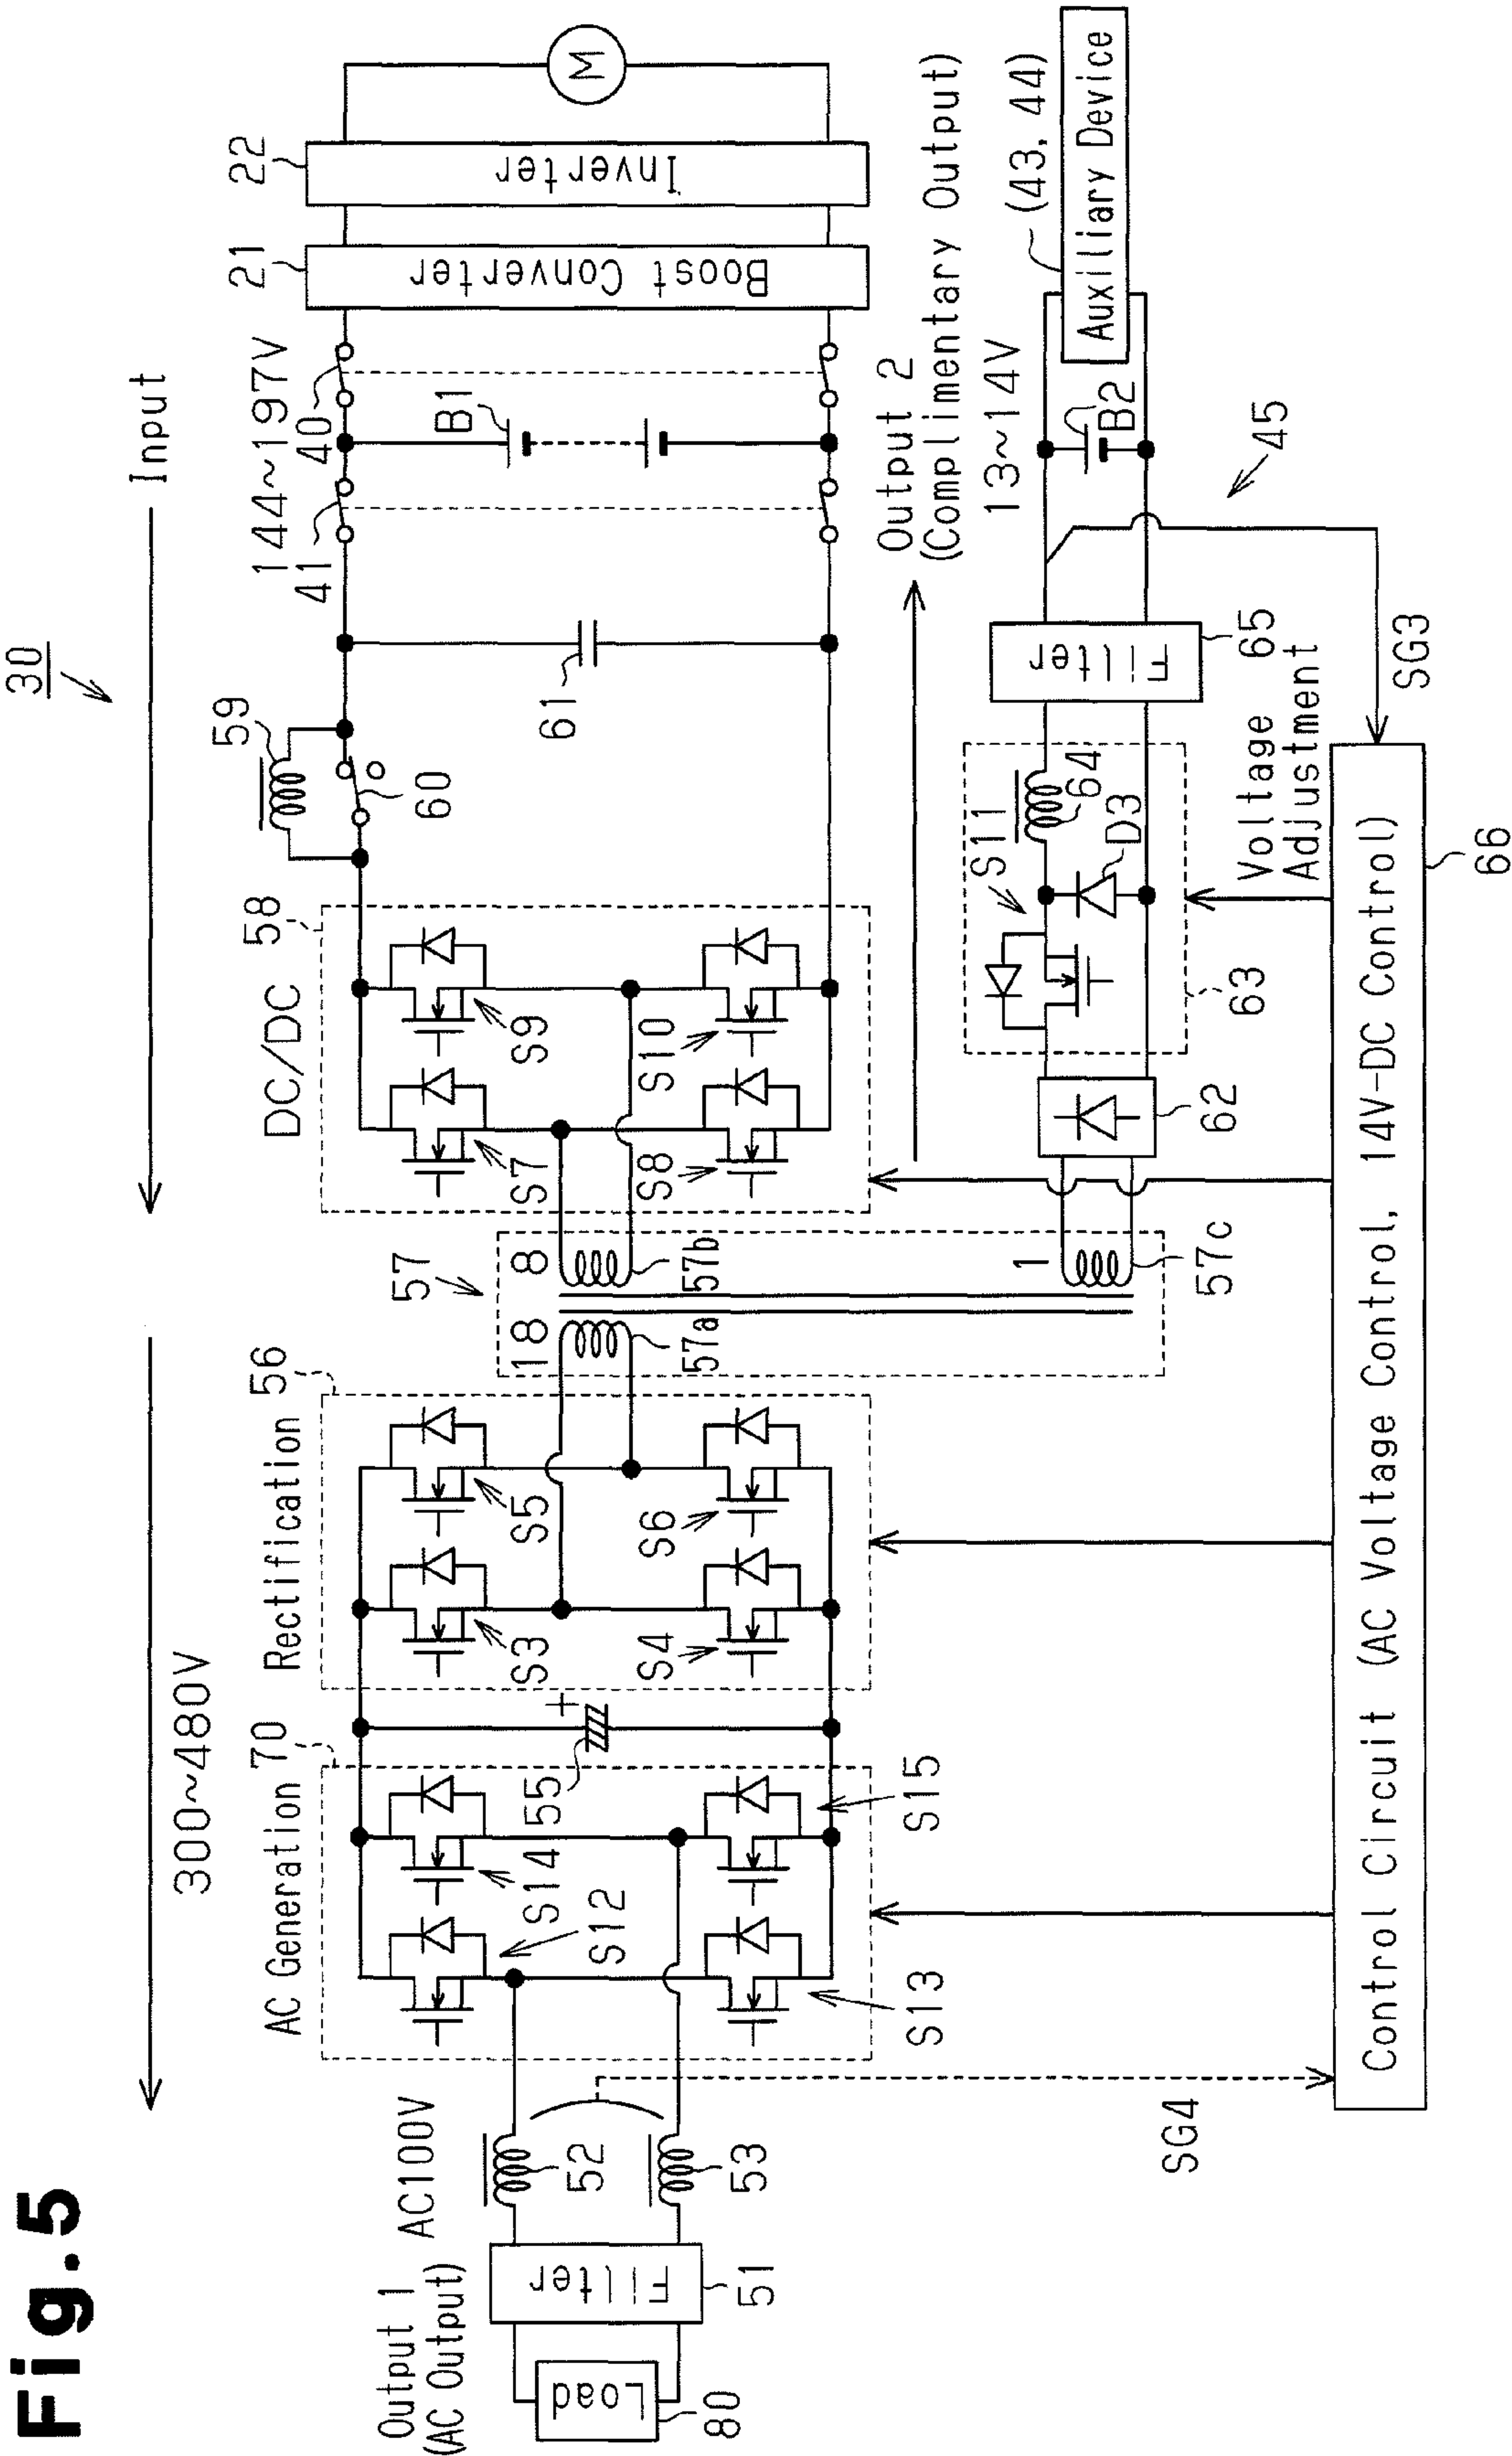 Fig.5
30
Input
300~480V
144~197V
Output 1
(AC Output)
AC100V
AC Generation
70
Rectification
56
DC/DC
58
59
60
41
40
21
22
Load
80
Filter
51
52
53
S12
S13
S14
S15
55
+
S3
S4
S5
S6
57
18
8
57a
57b
1
57c
S7
S8
S9
S10
61
B1
Boost Converter
Inverter
M
Output 2
(Complimentary Output)
13~14V
62
63
S11
64
D3
Filter
65
B2
(43, 44)
Auxiliary Device
45
SG3
SG4
Voltage
Adjustment
Control Circuit (AC Voltage Control, 14V-DC Control)
66